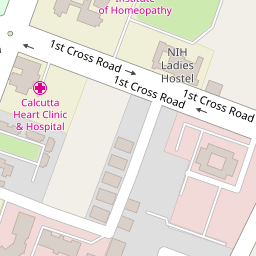 Institute
of Homeopathy
1st Cross Road
NIH
Ladies
Hostel
1st Cross Road
1st Cross Road
Calcutta
Heart Clinic
& Hospital